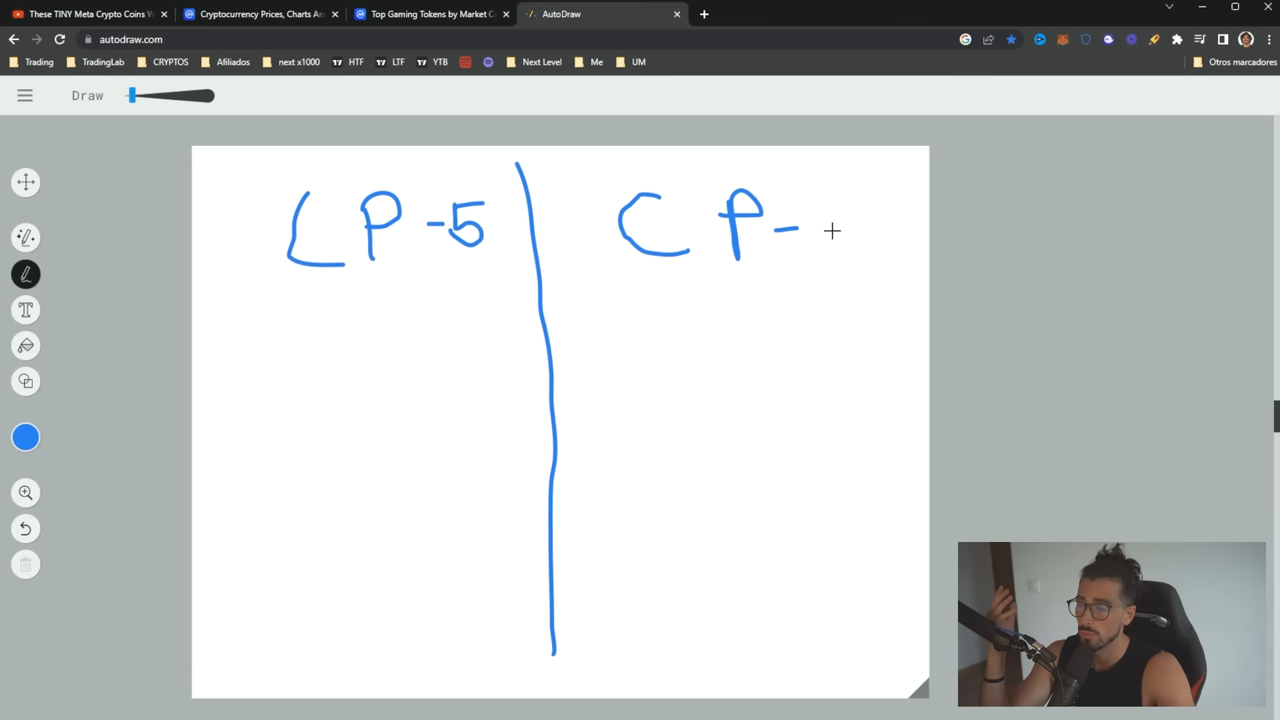 These TINY Meta Crypto Coins W
Cryptocurrency Prices, Charts An
Top Gaming Tokens by Market C
AutoDraw
autodraw.com
Trading
TradingLab
CRYPTOS
Afiliados
next x1000
HTF
LTF
YTB
Next Level
Me
UM
Otros marcadores
Draw
CP-5
CP-